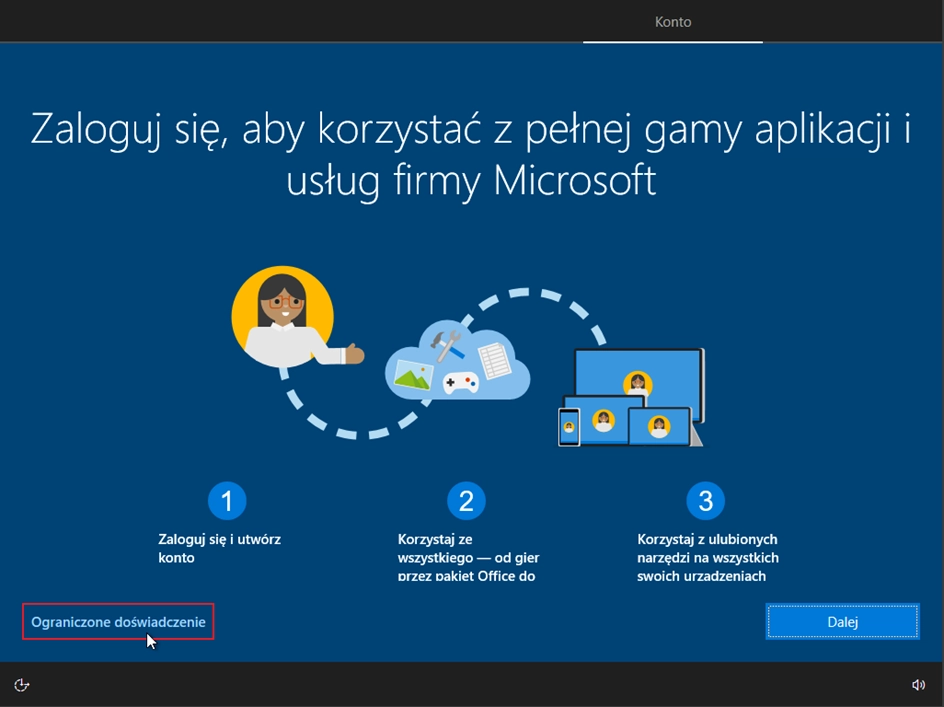 Konto
Zaloguj się, aby korzystać z pełnej gamy aplikacji i
usług firmy Microsoft
1
2
3
Zaloguj się i utwórz
konto
Korzystaj ze
wszystkiego — od gier
przez pakiet Office do
Korzystaj z ulubionych
narzędzi na wszystkich
swoich urządzeniach
Ograniczone doświadczenie
Dalej